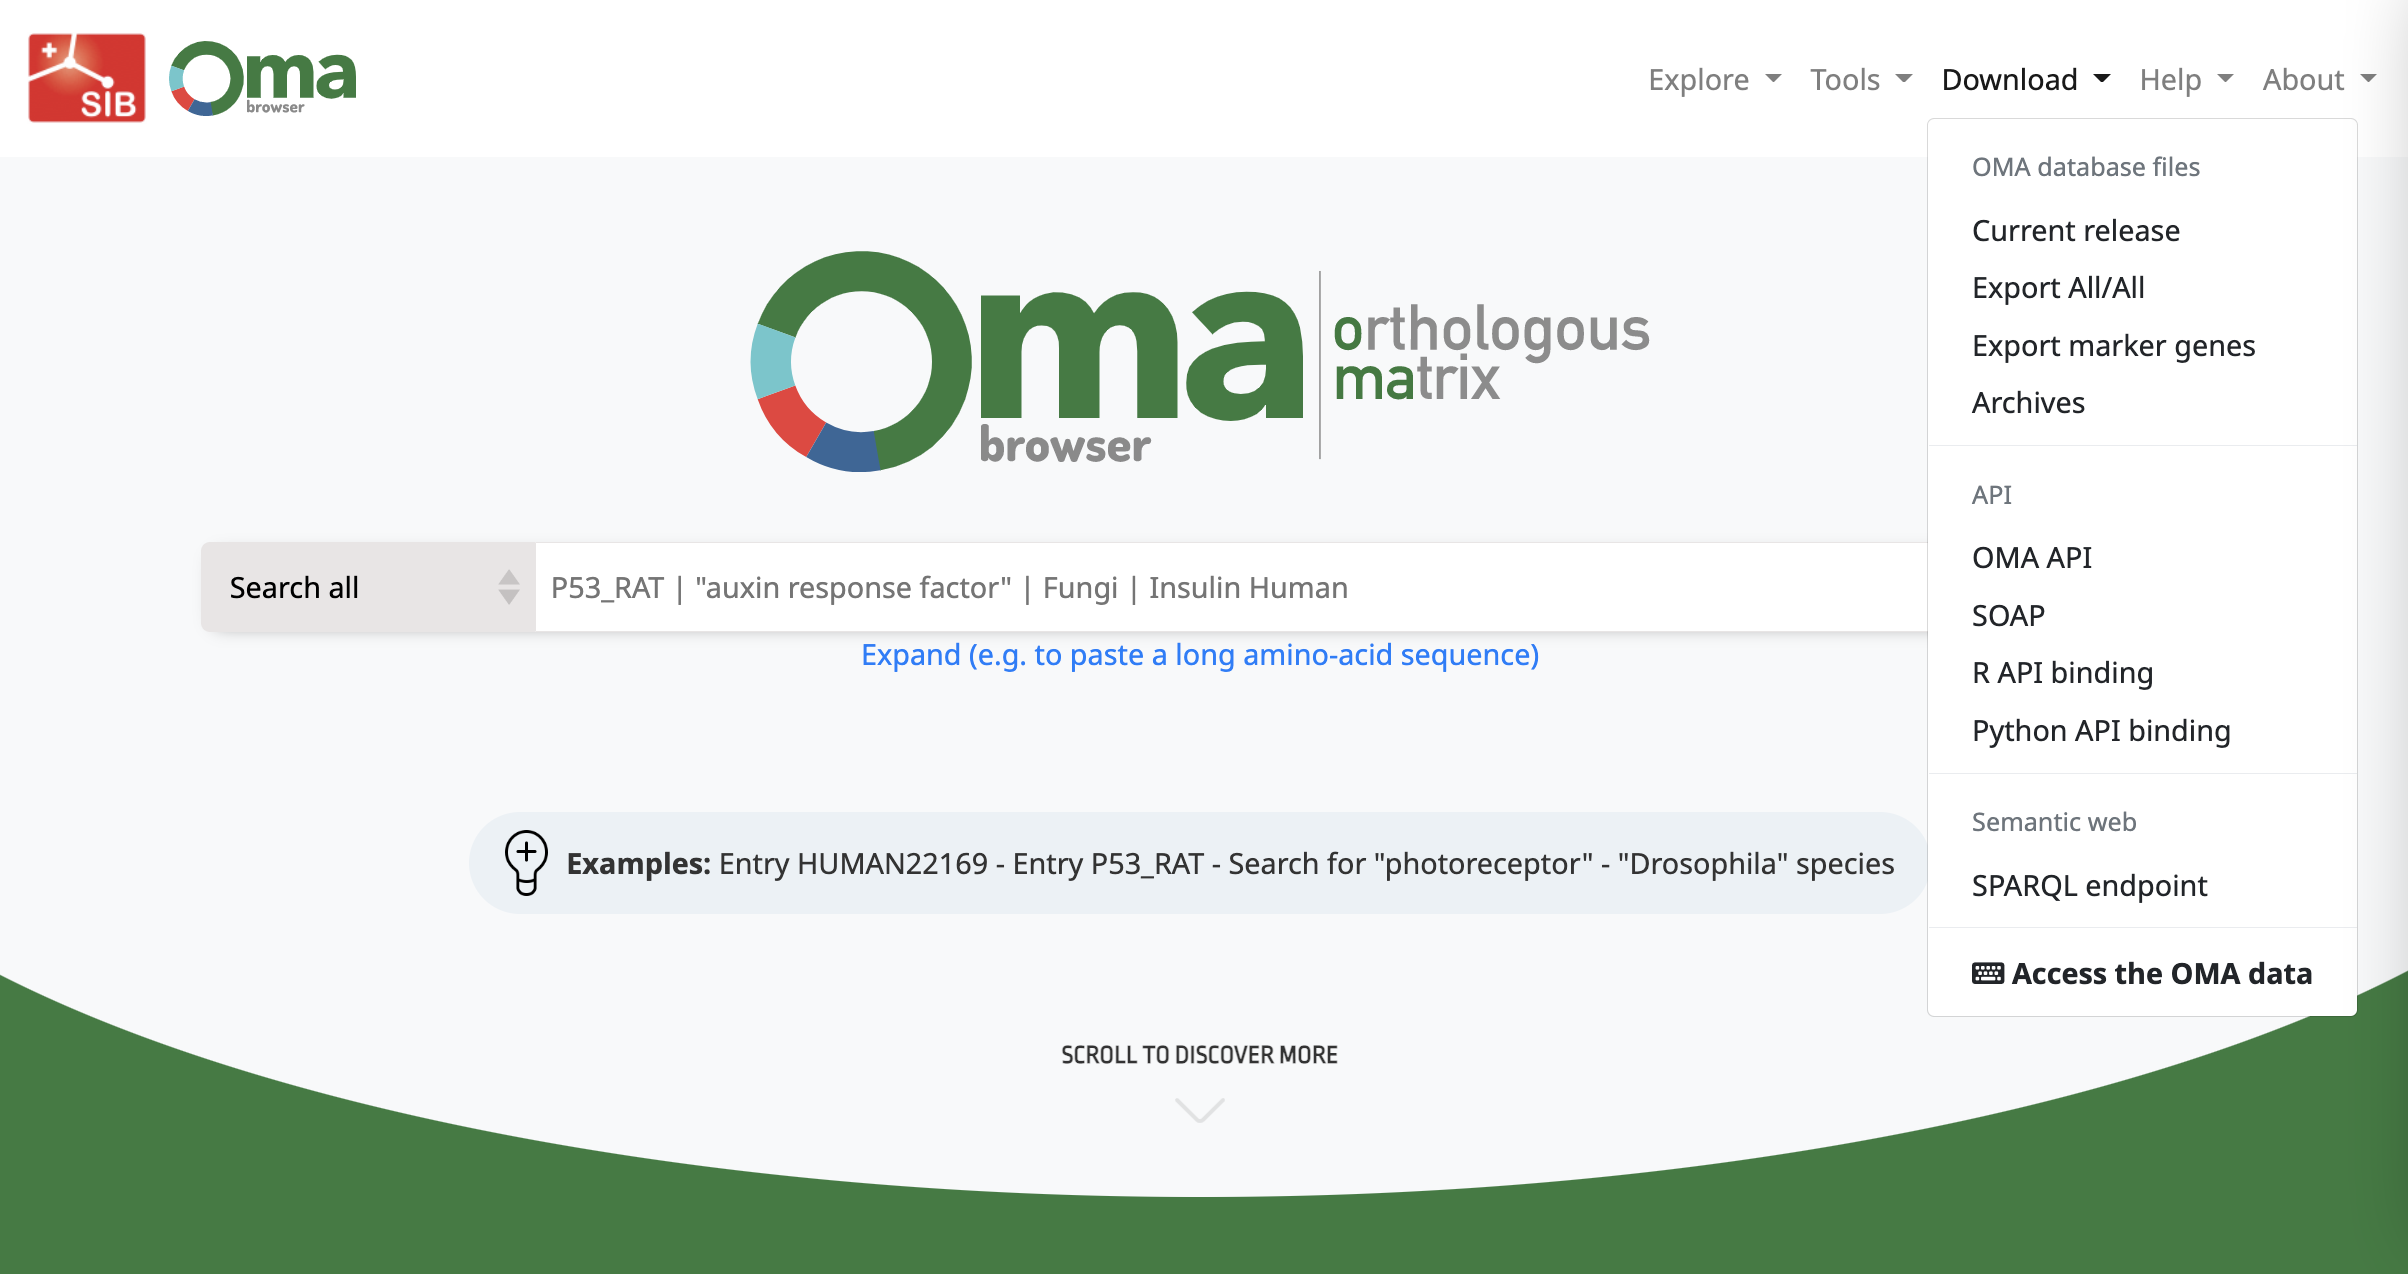 SIB
Oma
browser
Explore
Tools
Download
Help
About
OMA database files
Current release
Export All/All
Export marker genes
Archives
API
OMA API
SOAP
R API binding
Python API binding
Semantic web
SPARQL endpoint
Access the OMA data
Oma
browser
orthologous
matrix
Search all
P53_RAT | "auxin response factor" | Fungi | Insulin Human
Expand (e.g. to paste a long amino-acid sequence)
Examples: Entry HUMAN22169 - Entry P53_RAT - Search for "photoreceptor" - "Drosophila" species
SCROLL TO DISCOVER MORE